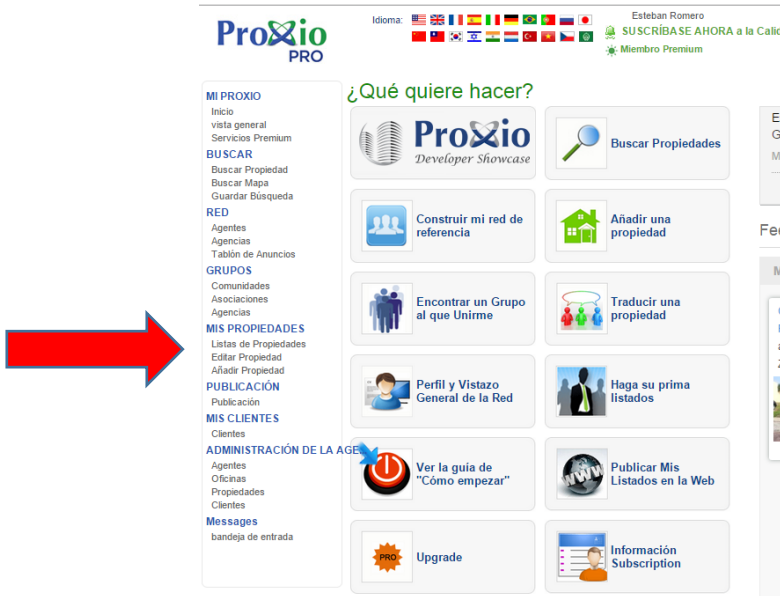 Proxio
PRO
Idioma:
Esteban Romero
SUSCRÍBASE AHORA a la
Miembro Premium
MI PROXIO
Inicio
vista general
Servicios Premium
BUSCAR
Buscar Propiedad
Buscar Mapa
Guardar Búsqueda
RED
Agentes
Agencias
Tablón de Anuncios
GRUPOS
Comunidades
Asociaciones
Agencias
MIS PROPIEDADES
Listas de Propiedades
Editar Propiedad
Añadir Propiedad
PUBLICACIÓN
Publicación
MIS CLIENTES
Clientes
ADMINISTRACIÓN DE LA
Agentes
Oficinas
Propiedades
Clientes
Messages
bandeja de entrada
¿Qué quiere hacer?
Proxio
Developer Showcase
Buscar Propiedades
Construir mi red de
referencia
Añadir una
propiedad
Encontrar un Grupo
al que Unirme
Traducir una
propiedad
Perfil y Vistazo
General de la Red
Haga su prima
listados
Ver la guía de
"Cómo empezar"
WWW
Publicar Mis
Listados en la Web
PRO
Upgrade
Información
Subscription